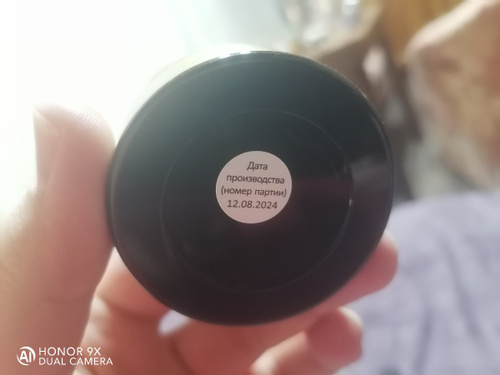 Дата
производства
(номер партии)
12.08.2024
HONOR 9X
DUAL CAMERA